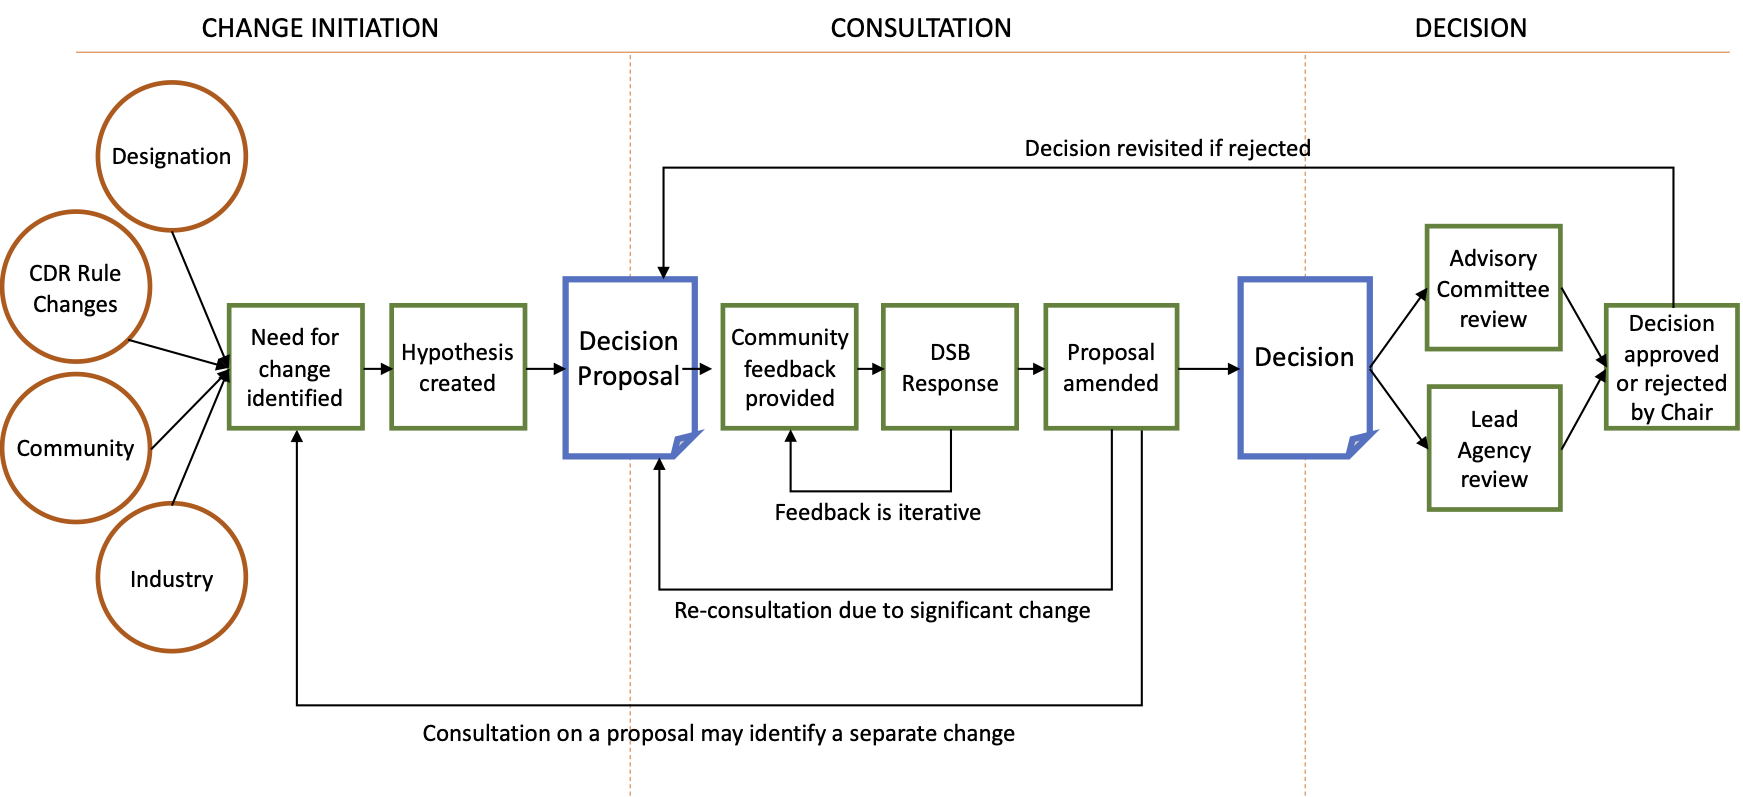 CHANGE INITIATION
CONSULTATION
DECISION
Designation
CDR Rule
Changes
Community
Industry
Need for
change
identified
Hypothesis
created
Decision
Proposal
Community
feedback
provided
DSB
Response
Proposal
amended
Decision
Advisory
Committee
review
Lead
Agency
review
Decision
approved
or rejected
by Chair
Decision revisited if rejected
Feedback is iterative
Re-consultation due to significant change
Consultation on a proposal may identify a separate change